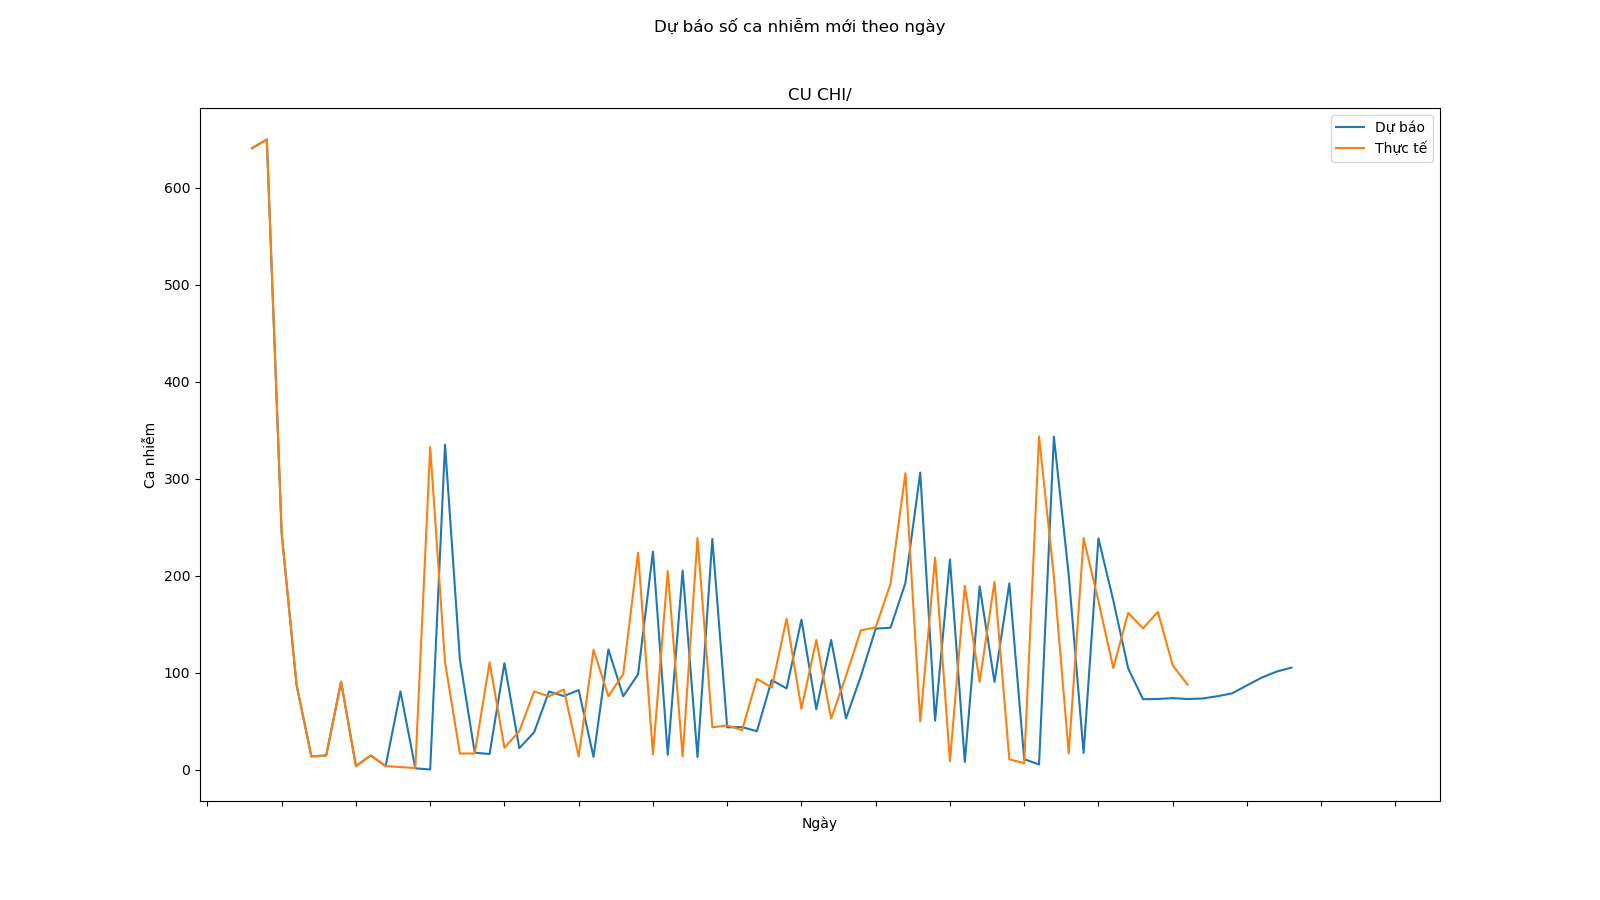 Dự báo số ca nhiễm mới theo ngày
CU CHI/
Dự báo
Thực tế
600
500
400
300
200
100
0
Ca nhiễm
Ngày